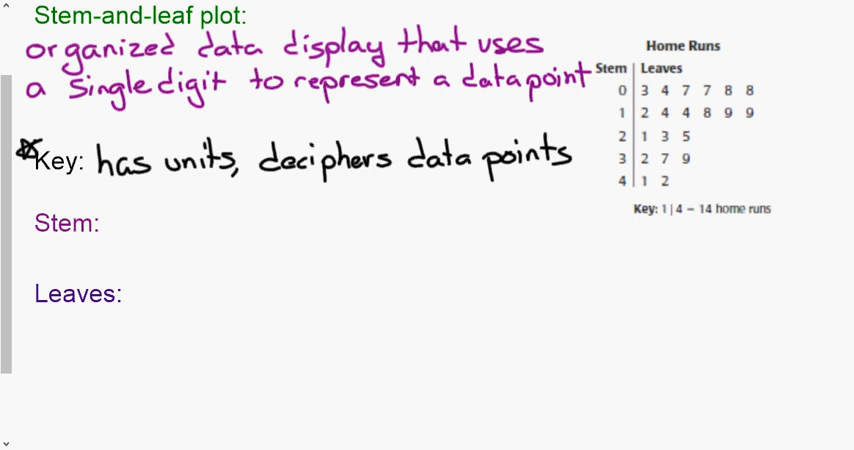 Stem-and-leaf plot:
organized data display that uses
a single digit to represent a data point
Key: has units, deciphers data points
Stem:
Leaves:
Home Runs
Stem | Leaves
0 | 3 4 7 7 8 8
1 | 2 4 4 8 9 9
2 | 1 3 5
3 | 2 7 9
4 | 1 2
Key: 1 | 4 – 14 home runs